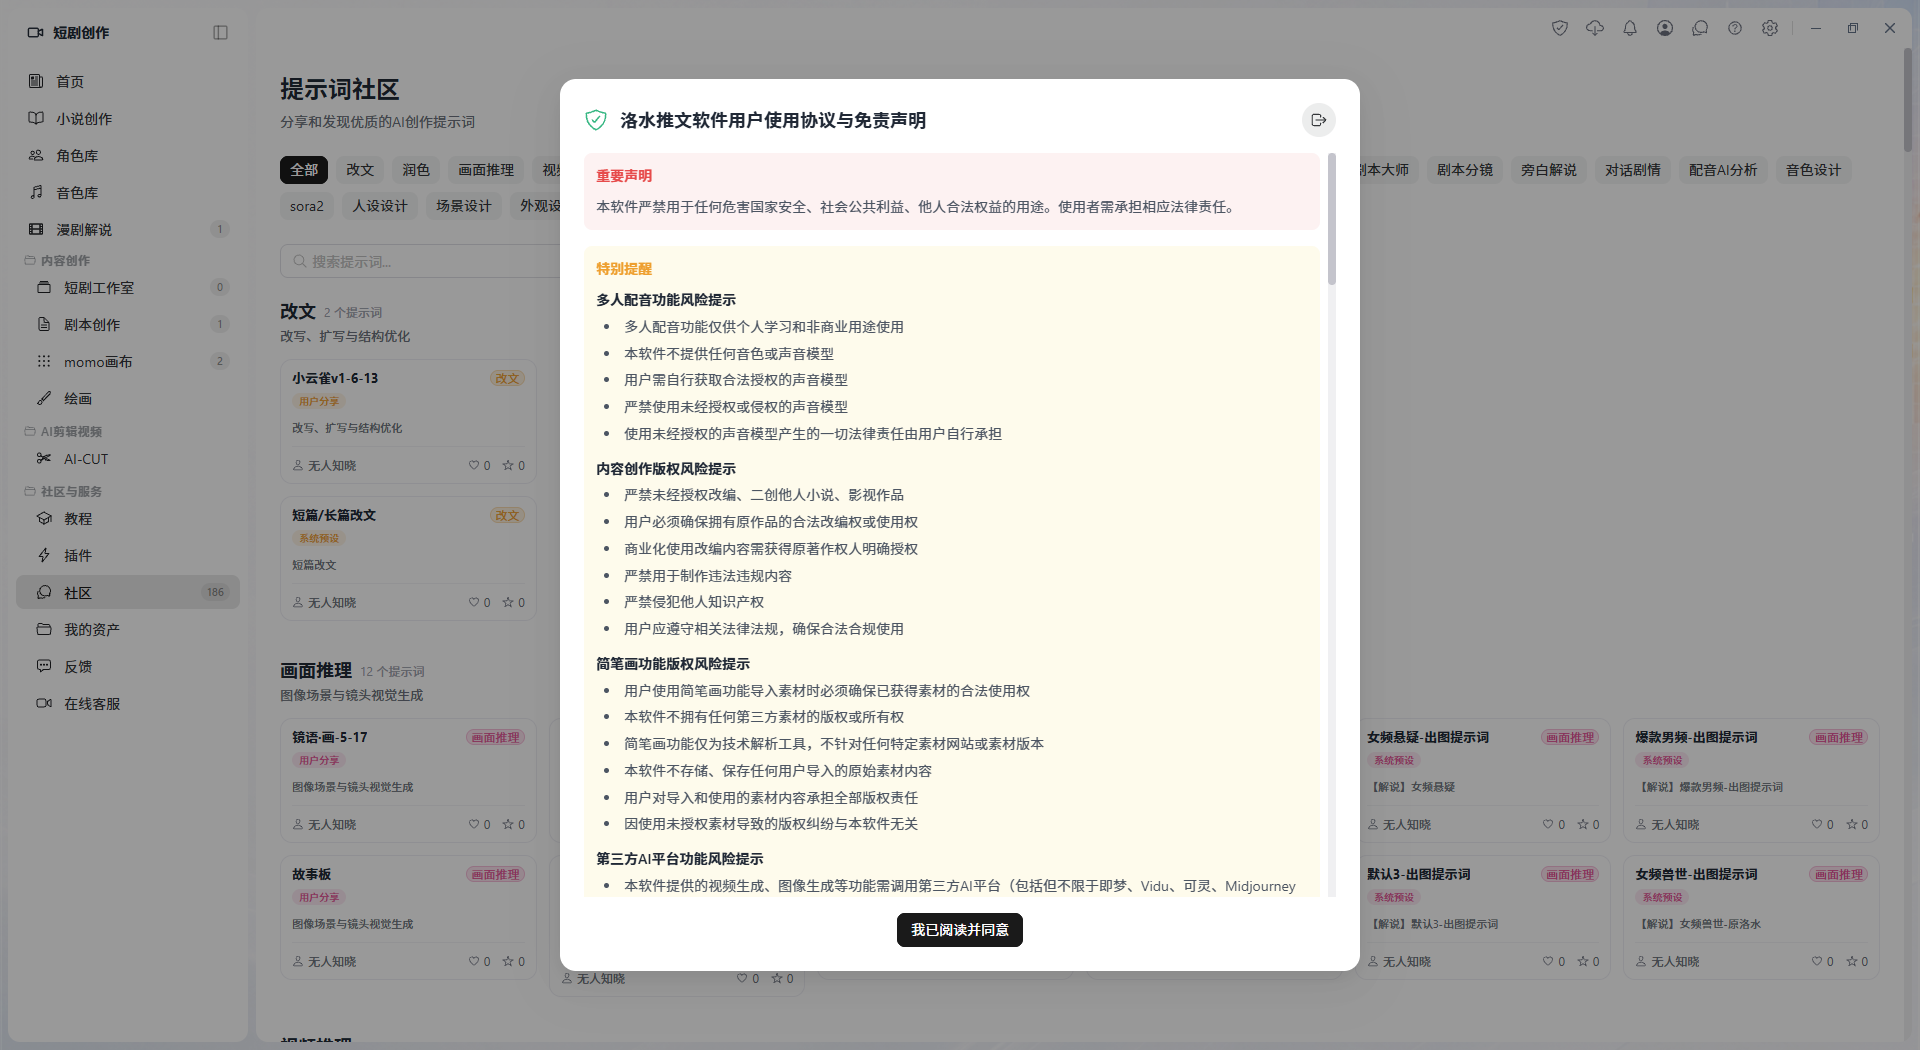 短剧创作
首页
小说创作
角色库
音色库
漫剧解说 1
内容创作
短剧工作室 0
剧本创作 1
momo画布 2
绘画
AI剪辑视频
AI-CUT
社区与服务
教程
插件
社区 186
我的资产
反馈
在线客服
提示词社区
分享和发现优质的AI创作提示词
全部 改文 润色 画面推理 剧本分镜 旁白解说 对话剧情 配音AI分析 音色设计
sora2 人设设计 场景设计
搜索提示词...
改文 2 个提示词
改写、扩写与结构优化
小云雀v1-6-13 改文
用户分享
改写、扩写与结构优化
无人知晓 0 0
短篇/长篇改文 改文
系统预设
短篇改文
无人知晓 0 0
画面推理 12 个提示词
图像场景与镜头视觉生成
镜语·画-5-17 画面推理
用户分享
图像场景与镜头视觉生成
无人知晓 0 0
女频悬疑-出图提示词 画面推理
系统预设
【解说】女频悬疑
无人知晓 0 0
爆款男频-出图提示词 画面推理
系统预设
【解说】爆款男频-出图提示词
无人知晓 0 0
故事板 画面推理
用户分享
图像场景与镜头视觉生成
无人知晓 0 0
无人知晓 0 0
默认3-出图提示词 画面推理
系统预设
【解说】默认3-出图提示词
无人知晓 0 0
女频兽世-出图提示词 画面推理
系统预设
【解说】女频兽世-原洛水
无人知晓 0 0
洛水推文软件用户使用协议与免责声明
重要声明
本软件严禁用于任何危害国家安全、社会公共利益、他人合法权益的用途。使用者需承担相应法律责任。
特别提醒
多人配音功能风险提示
多人配音功能仅供个人学习和非商业用途使用
本软件不提供任何音色或声音模型
用户需自行获取合法授权的声音模型
严禁使用未经授权或侵权的声音模型
使用未经授权的声音模型产生的一切法律责任由用户自行承担
内容创作版权风险提示
严禁未经授权改编、二创他人小说、影视作品
用户必须确保拥有原作品的合法改编权或使用权
商业化使用改编内容需获得原著作权人明确授权
严禁用于制作违法违规内容
严禁侵犯他人知识产权
用户应遵守相关法律法规，确保合法合规使用
简笔画功能版权风险提示
用户使用简笔画功能导入素材时必须确保已获得素材的合法使用权
本软件不拥有任何第三方素材的版权或所有权
简笔画功能仅为技术解析工具，不针对任何特定素材网站或素材版本
本软件不存储、保存任何用户导入的原始素材内容
用户对导入和使用的素材内容承担全部版权责任
因使用未授权素材导致的版权纠纷与本软件无关
第三方AI平台功能风险提示
本软件提供的视频生成、图像生成等功能需调用第三方AI平台（包括但不限于即梦、Vidu、可灵、Midjourney
我已阅读并同意